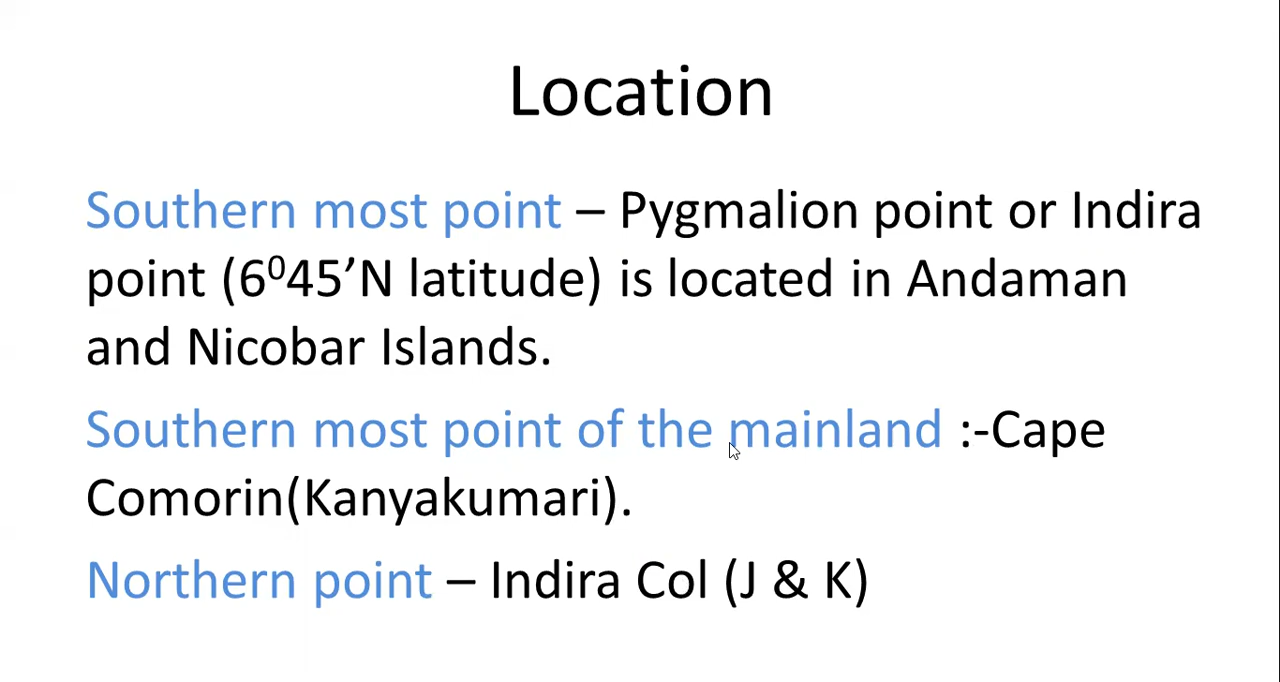 Location
Southern most point – Pygmalion point or Indira
point (6⁰45’N latitude) is located in Andaman
and Nicobar Islands.
Southern most point of the mainland :-Cape
Comorin(Kanyakumari).
Northern point – Indira Col (J & K)